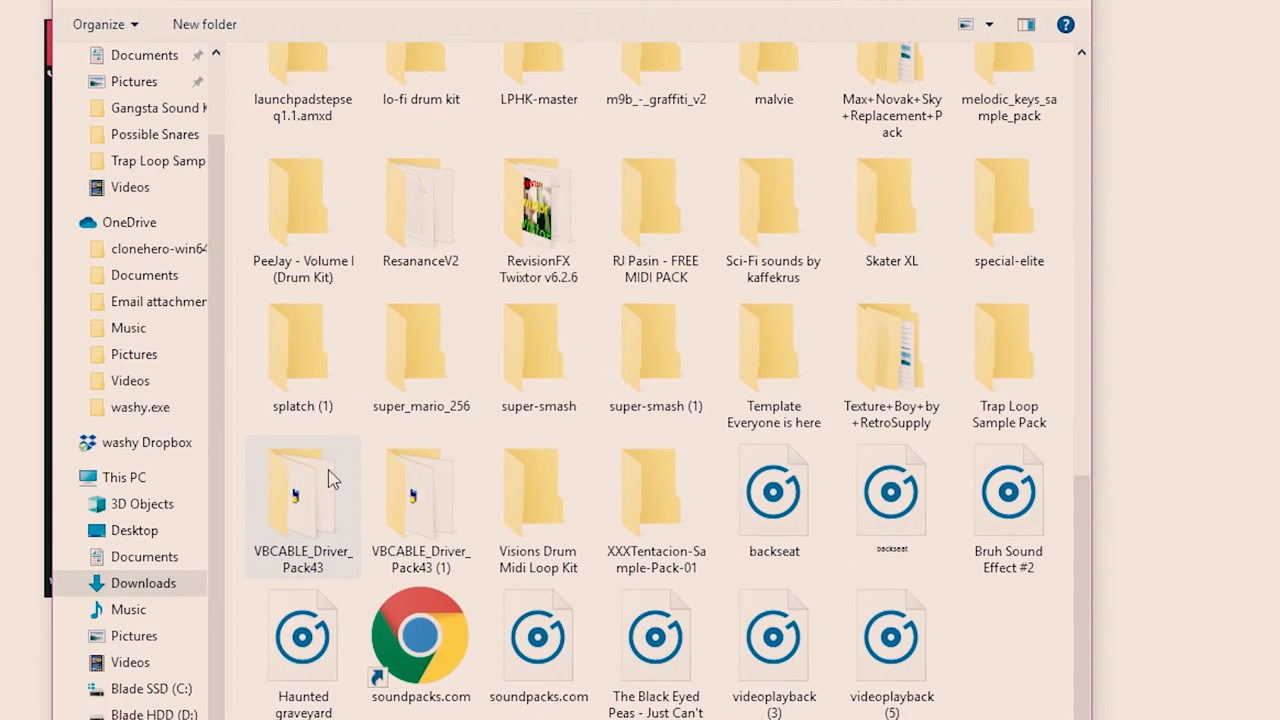 Organize
New folder
Documents
Pictures
Gangsta Sound K
Possible Snares
Trap Loop Samp
Videos
OneDrive
clonehero-win64
Documents
Email attachmen
Music
Pictures
Videos
washy.exe
washy Dropbox
This PC
3D Objects
Desktop
Documents
Downloads
Music
Pictures
Videos
Blade SSD (C:)
Blade HDD (D:)
launchpadstepse
q1.1.amxd
lo-fi drum kit
LPHK-master
m9b_-_graffiti_v2
malvie
Max+Novak+Sky
+Replacement+P
ack
melodic_keys_sa
mple_pack
PeeJay - Volume I
(Drum Kit)
ResananceV2
RevisionFX
Twixtor v6.2.6
RJ Pasin - FREE
MIDI PACK
Sci-Fi sounds by
kaffekrus
Skater XL
special-elite
splatch (1)
super_mario_256
super-smash
super-smash (1)
Template
Everyone is here
Texture+Boy+by
+RetroSupply
Trap Loop
Sample Pack
VBCABLE_Driver_
Pack43
VBCABLE_Driver_
Pack43 (1)
Visions Drum
Midi Loop Kit
XXXTentacion-Sa
mple-Pack-01
backseat
backseat
Bruh Sound
Effect #2
Haunted
graveyard
soundpacks.com
soundpacks.com
The Black Eyed
Peas - Just Can't
videoplayback
(3)
videoplayback
(5)